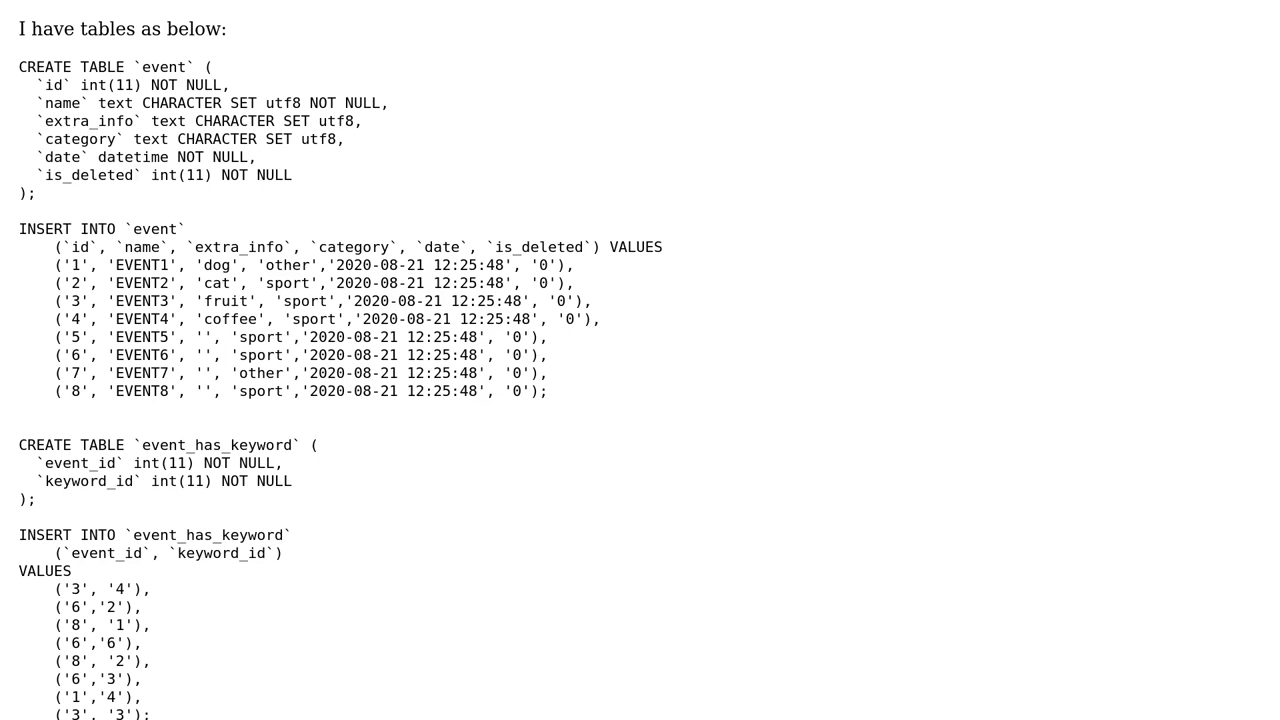 I have tables as below:
CREATE TABLE `event` (
  `id` int(11) NOT NULL,
  `name` text CHARACTER SET utf8 NOT NULL,
  `extra_info` text CHARACTER SET utf8,
  `category` text CHARACTER SET utf8,
  `date` datetime NOT NULL,
  `is_deleted` int(11) NOT NULL
);
INSERT INTO `event`
    (`id`, `name`, `extra_info`, `category`, `date`, `is_deleted`) VALUES
    ('1', 'EVENT1', 'dog', 'other','2020-08-21 12:25:48', '0'),
    ('2', 'EVENT2', 'cat', 'sport','2020-08-21 12:25:48', '0'),
    ('3', 'EVENT3', 'fruit', 'sport','2020-08-21 12:25:48', '0'),
    ('4', 'EVENT4', 'coffee', 'sport','2020-08-21 12:25:48', '0'),
    ('5', 'EVENT5', '', 'sport','2020-08-21 12:25:48', '0'),
    ('6', 'EVENT6', '', 'sport','2020-08-21 12:25:48', '0'),
    ('7', 'EVENT7', '', 'other','2020-08-21 12:25:48', '0'),
    ('8', 'EVENT8', '', 'sport','2020-08-21 12:25:48', '0');
CREATE TABLE `event_has_keyword` (
  `event_id` int(11) NOT NULL,
  `keyword_id` int(11) NOT NULL
);
INSERT INTO `event_has_keyword`
    (`event_id`, `keyword_id`)
VALUES
    ('3', '4'),
    ('6','2'),
    ('8', '1'),
    ('6','6'),
    ('8', '2'),
    ('6','3'),
    ('1','4'),
    ('3', '3');